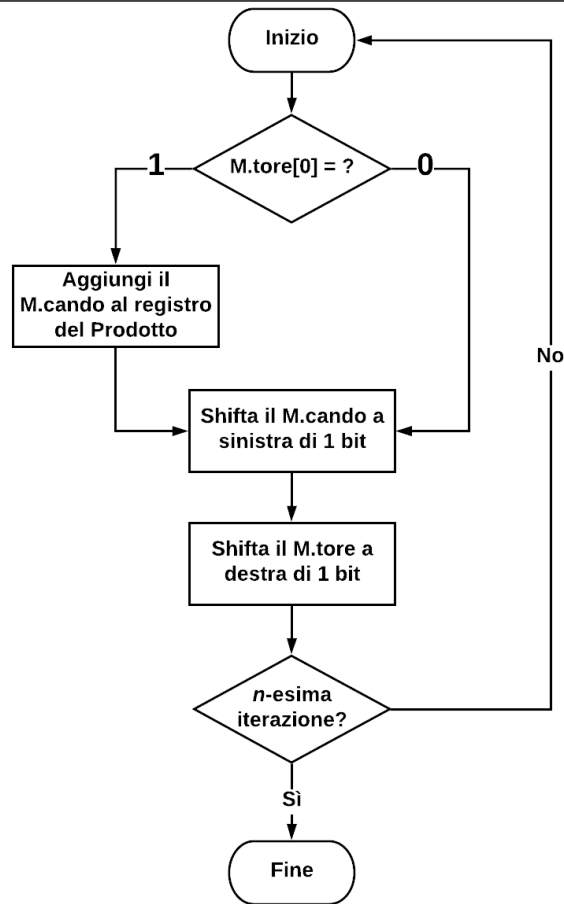 Inizio
M.tore[0] = ?
1
0
Aggiungi il
M.cando al registro
del Prodotto
No
Shifta il M.cando a
sinistra di 1 bit
Shifta il M.tore a
destra di 1 bit
n-esima
iterazione?
Sì
Fine